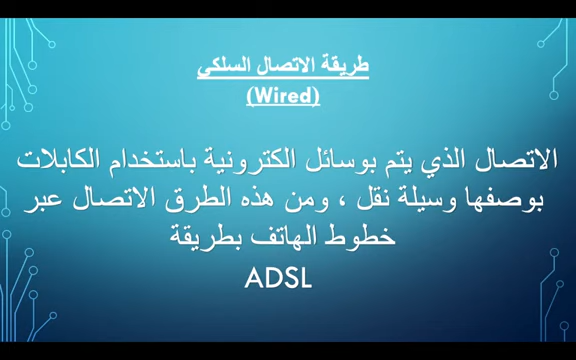 طريقة الاتصال السلكي
(Wired)
الاتصال الذي يتم بوسائل الكترونية باستخدام الكابلات
بوصفها وسيلة نقل ، ومن هذه الطرق الاتصال عبر
خطوط الهاتف بطريقة
ADSL